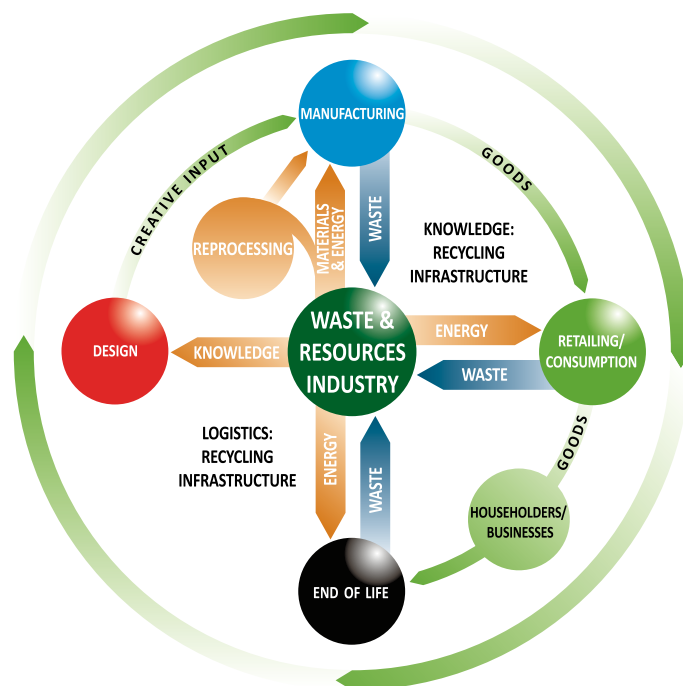 MANUFACTURING
CREATIVE INPUT
GOODS
REPROCESSING
MATERIALS
& ENERGY
WASTE
KNOWLEDGE:
RECYCLING
INFRASTRUCTURE
DESIGN
KNOWLEDGE
WASTE &
RESOURCES
INDUSTRY
ENERGY
WASTE
RETAILING/
CONSUMPTION
LOGISTICS:
RECYCLING
INFRASTRUCTURE
ENERGY
WASTE
GOODS
HOUSEHOLDERS/
BUSINESSES
END OF LIFE